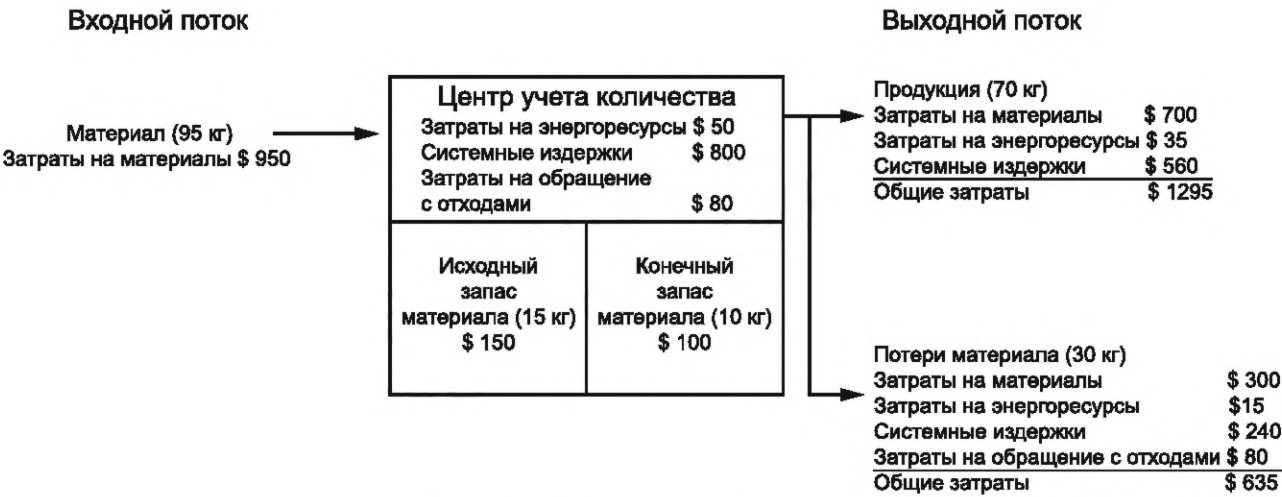 Входной поток
Выходной поток
Материал (95 кг)
Затраты на материалы $ 950
Центр учета количества
Затраты на энергоресурсы $ 50
Системные издержки $ 800
Затраты на обращение
с отходами $ 80
Исходный
запас
материала (15 кг)
$ 150
Конечный
запас
материала (10 кг)
$ 100
Продукция (70 кг)
Затраты на материалы $ 700
Затраты на энергоресурсы $ 35
Системные издержки $ 560
Общие затраты $ 1295
Потери материала (30 кг)
Затраты на материалы $ 300
Затраты на энергоресурсы $15
Системные издержки $ 240
Затраты на обращение с отходами $ 80
Общие затраты $ 635